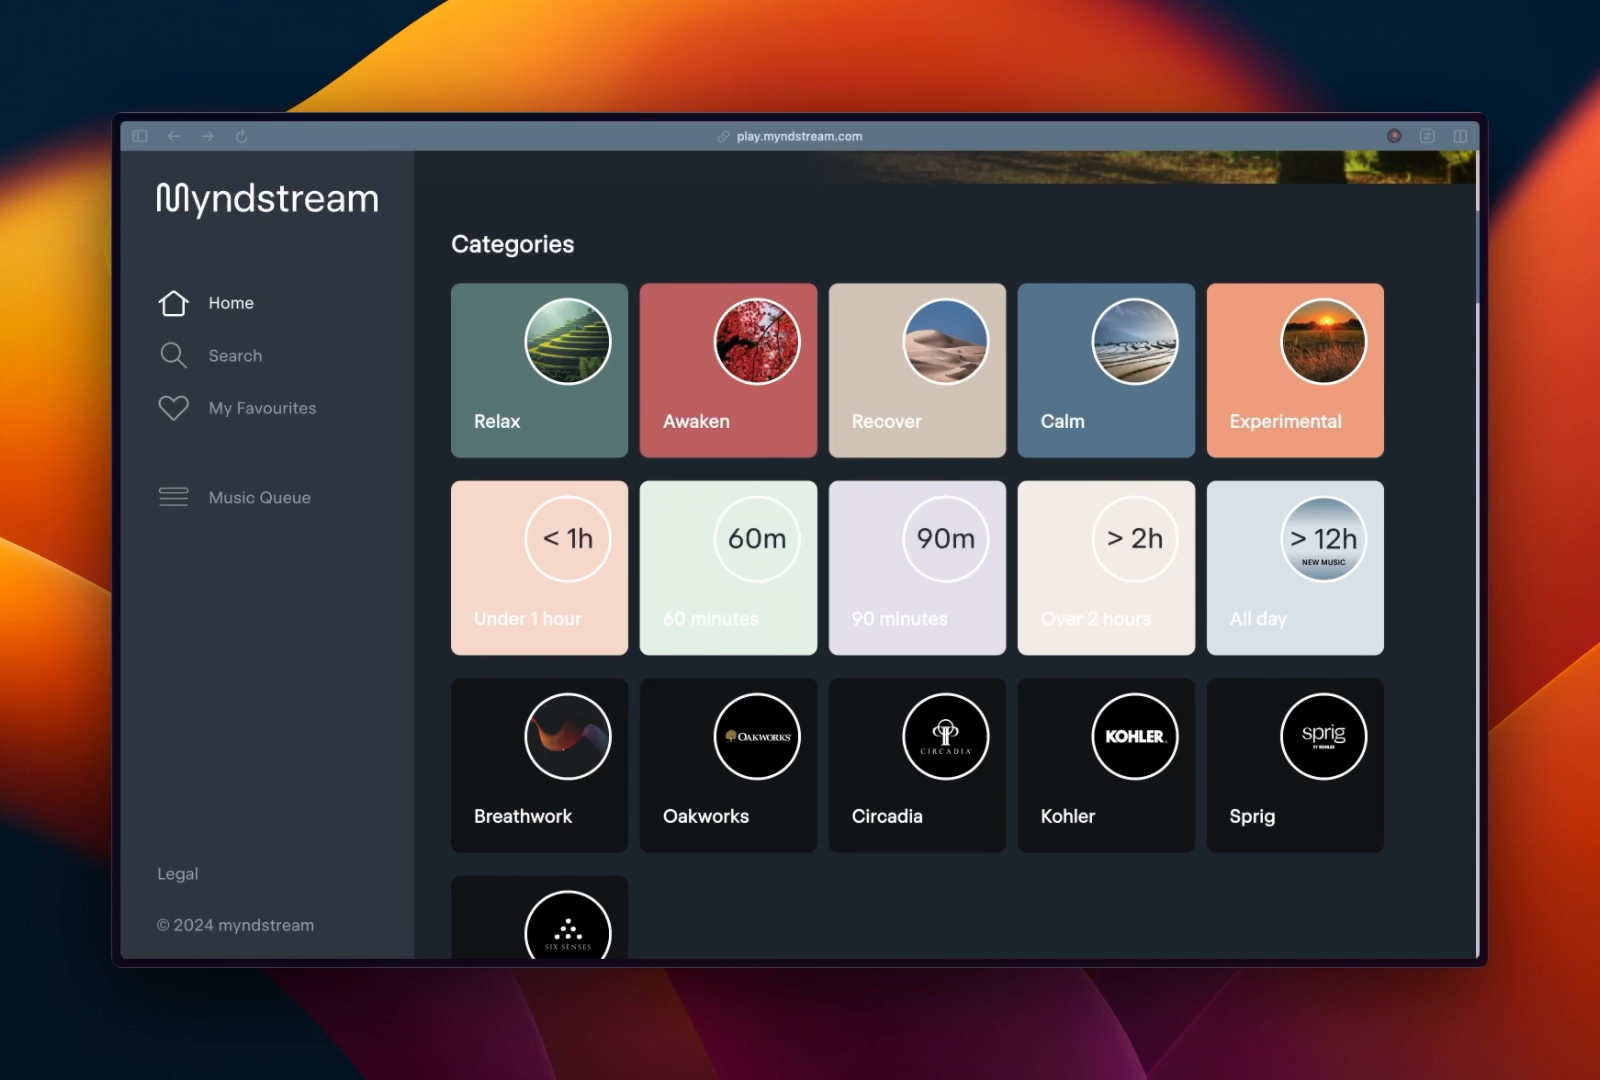 play.myndstream.com
Myndstream
Home
Search
My Favourites
Music Queue
Legal
© 2024 myndstream
Categories
Relax
Awaken
Recover
Calm
Experimental
< 1h
Under 1 hour
60m
60 minutes
90m
90 minutes
> 2h
Over 2 hours
> 12h
NEW MUSIC
All day
Breathwork
OAKWORKS
Oakworks
CIRCADIA
Circadia
KOHLER
Kohler
sprig
BY KOHLER
Sprig
SIX SENSES